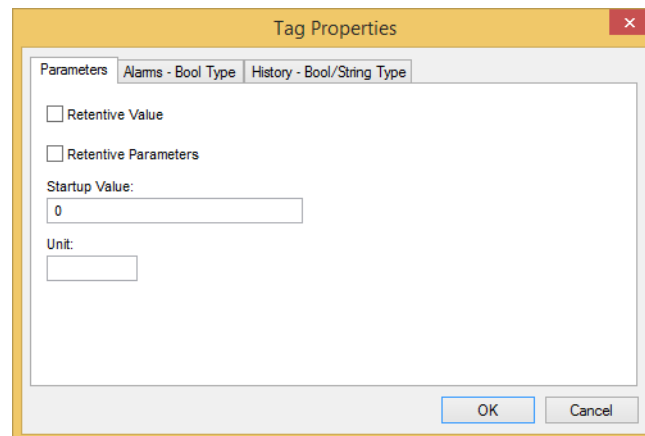 Tag Properties
Parameters Alarms - Bool Type History - Bool/String Type
Retentive Value
Retentive Parameters
Startup Value:
0
Unit:
OK Cancel